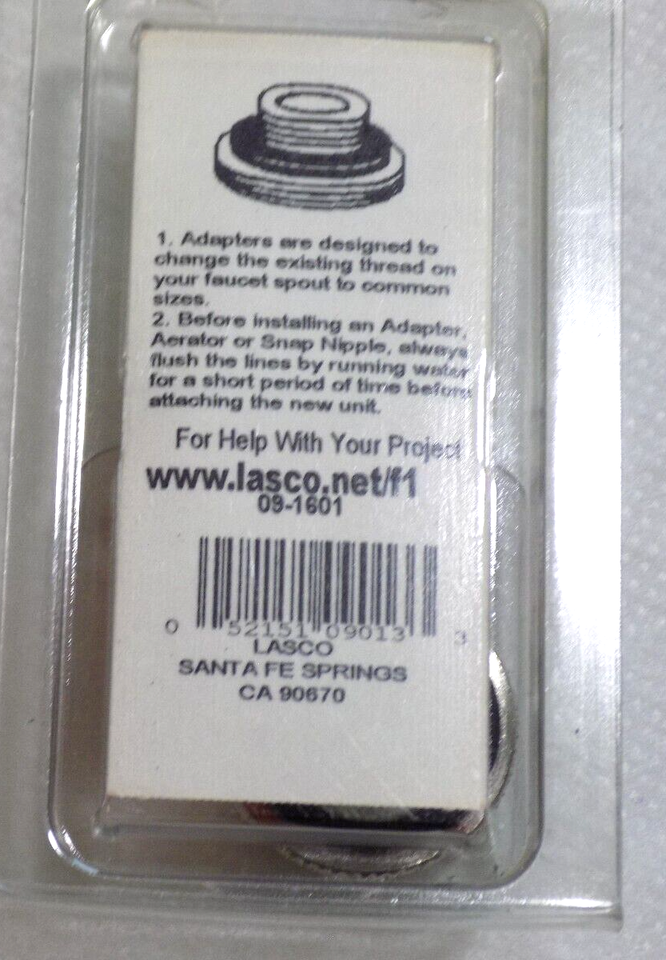 1. Adapters are designed to
change the existing thread on
your faucet spout to common
sizes.
2. Before installing an Adapter,
Aerator or Snap Nipple, always
flush the lines by running water
for a short period of time before
attaching the new unit.
For Help With Your Project
www.lasco.net/f1
09-1601
0 52151 09013 3
LASCO
SANTA FE SPRINGS
CA 90670